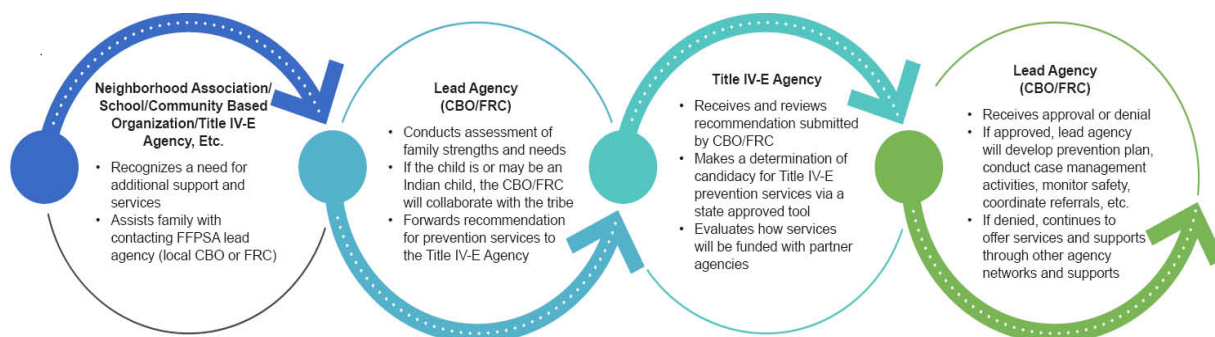 Neighborhood Association/
School/Community Based
Organization/Title IV-E
Agency, Etc.
• Recognizes a need for
additional support and
services
• Assists family with
contacting FFPSA lead
agency (local CBO or FRC)
Lead Agency
(CBO/FRC)
• Conducts assessment of
family strengths and needs
• If the child is or may be an
Indian child, the CBO/FRC
will collaborate with the tribe
• Forwards recommendation
for prevention services to
the Title IV-E Agency
Title IV-E Agency
• Receives and reviews
recommendation submitted
by CBO/FRC
• Makes a determination of
candidacy for Title IV-E
prevention services via a
state approved tool
• Evaluates how services
will be funded with partner
agencies
Lead Agency
(CBO/FRC)
• Receives approval or denial
• If approved, lead agency
will develop prevention plan,
conduct case management
activities, monitor safety,
coordinate referrals, etc.
• If denied, continues to
offer services and supports
through other agency
networks and supports